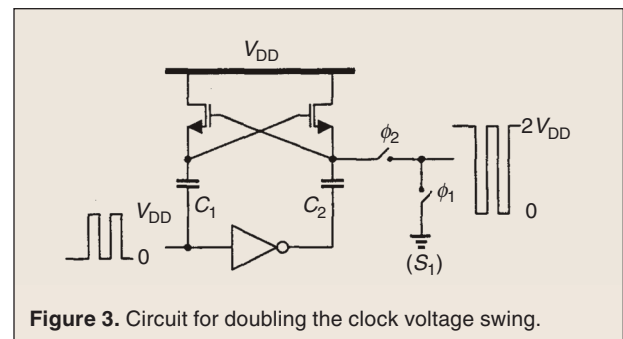 V_DD
ϕ_2
2V_DD
C_1
C_2
ϕ_1
V_DD
0
0
(S_1)
Figure 3. Circuit for doubling the clock voltage swing.